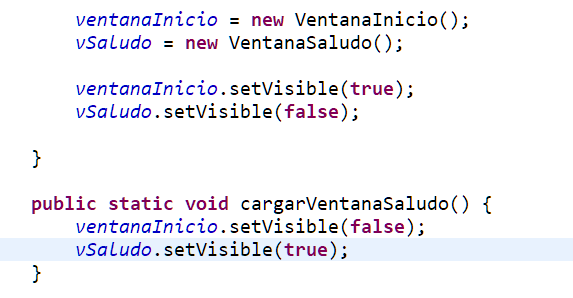 ventanaInicio = new VentanaInicio();
vSaludo = new VentanaSaludo();
ventanaInicio.setVisible(true);
vSaludo.setVisible(false);
}
public static void cargarVentanaSaludo() {
ventanaInicio.setVisible(false);
vSaludo.setVisible(true);
}